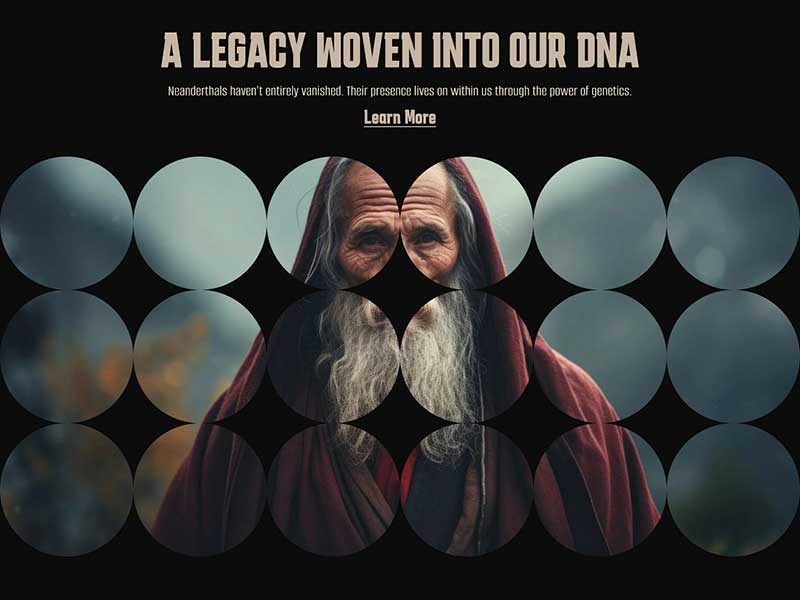 A LEGACY WOVEN INTO OUR DNA
Neanderthals haven't entirely vanished. Their presence lives on within us through the power of genetics.
Learn More